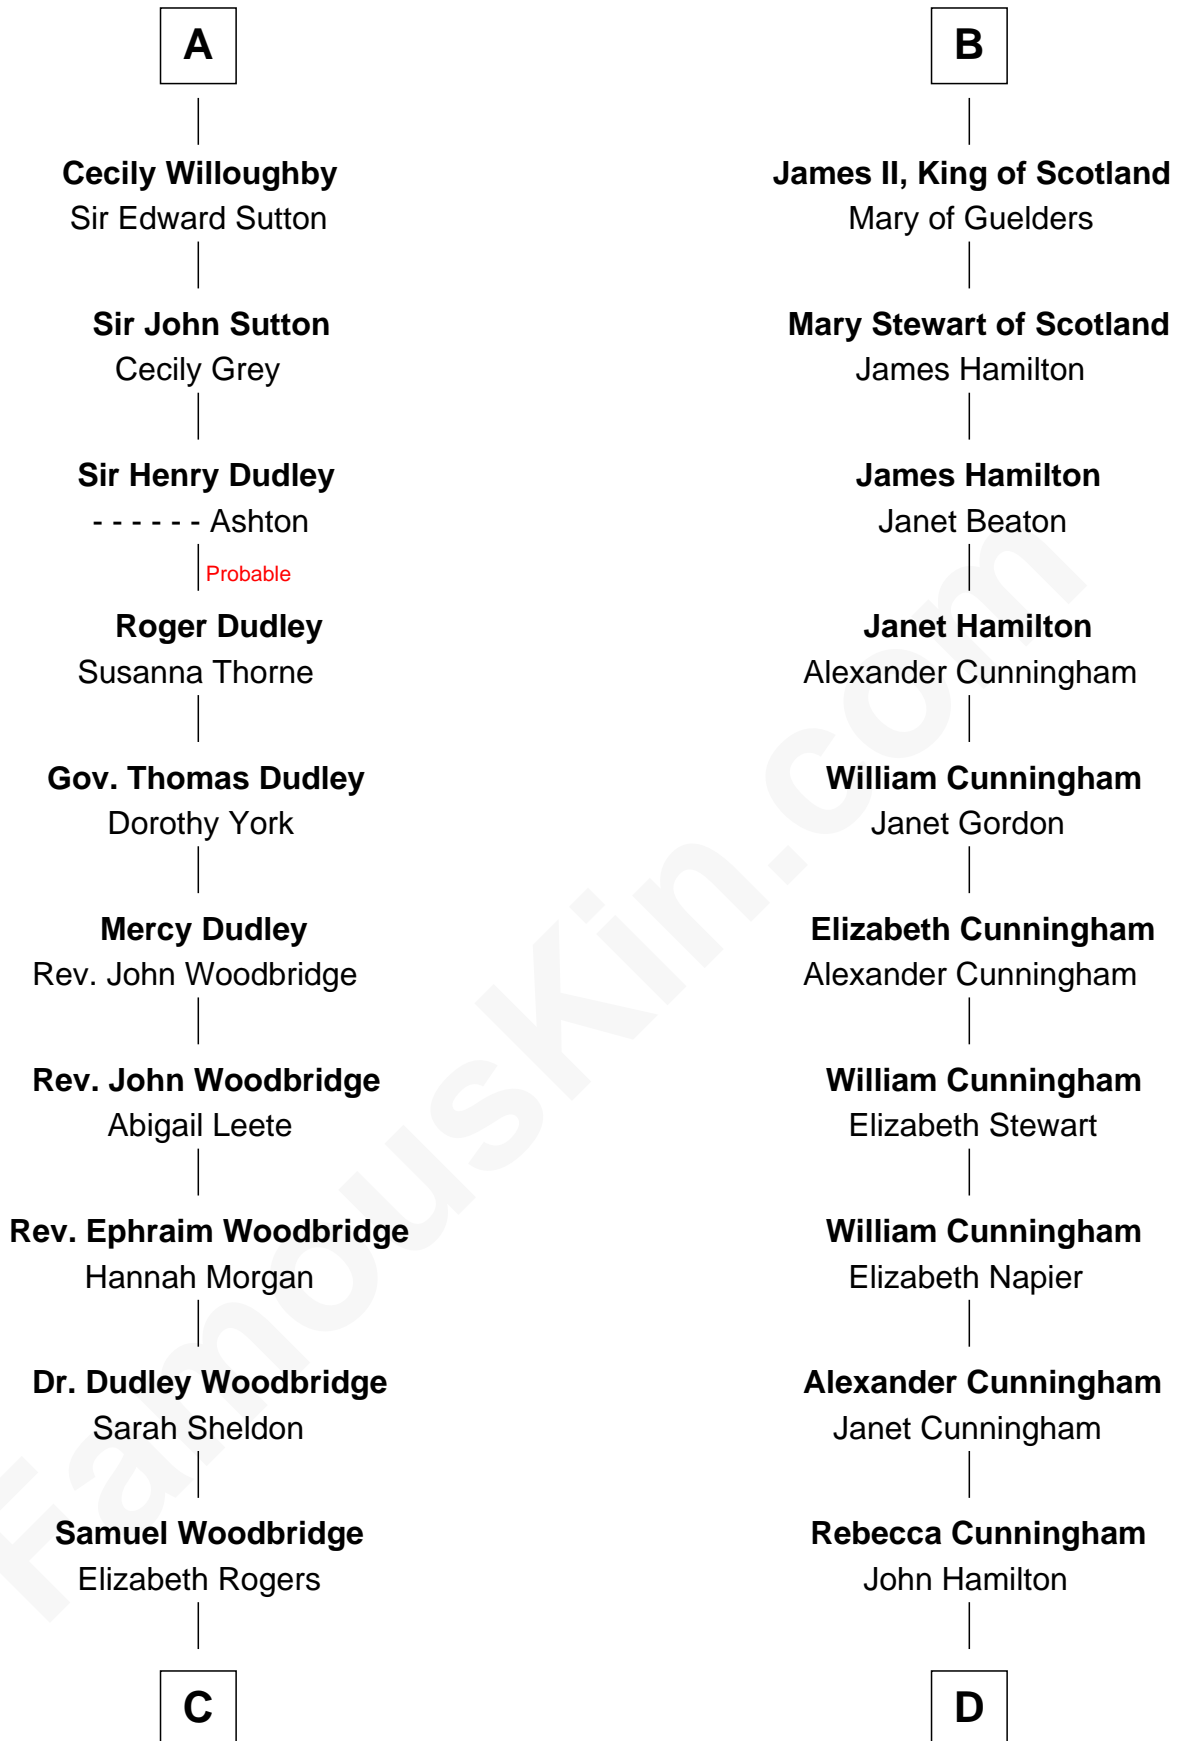 A
Cecily Willoughby
Sir Edward Sutton
Sir John Sutton
Cecily Grey
Sir Henry Dudley
- - - - - - Ashton
Probable
Roger Dudley
Susanna Thorne
Gov. Thomas Dudley
Dorothy York
Mercy Dudley
Rev. John Woodbridge
Rev. John Woodbridge
Abigail Leete
Rev. Ephraim Woodbridge
Hannah Morgan
Dr. Dudley Woodbridge
Sarah Sheldon
Samuel Woodbridge
Elizabeth Rogers
C
B
James II, King of Scotland
Mary of Guelders
Mary Stewart of Scotland
James Hamilton
James Hamilton
Janet Beaton
Janet Hamilton
Alexander Cunningham
William Cunningham
Janet Gordon
Elizabeth Cunningham
Alexander Cunningham
William Cunningham
Elizabeth Stewart
William Cunningham
Elizabeth Napier
Alexander Cunningham
Janet Cunningham
Rebecca Cunningham
John Hamilton
D
FamousKin.com